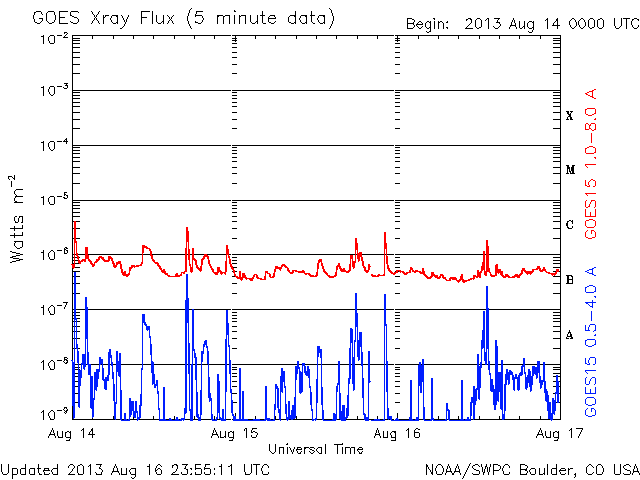 GOES Xray Flux (5 minute data)
Begin: 2013 Aug 14 0000 UTC
10⁻²
10⁻³
10⁻⁴
10⁻⁵
10⁻⁶
10⁻⁷
10⁻⁸
10⁻⁹
Watts m⁻²
X
M
C
B
A
GOES15 1.0–8.0 A
GOES15 0.5–4.0 A
Aug 14 Aug 15 Aug 16 Aug 17
Universal Time
Updated 2013 Aug 16 23:55:11 UTC
NOAA/SWPC Boulder, CO USA